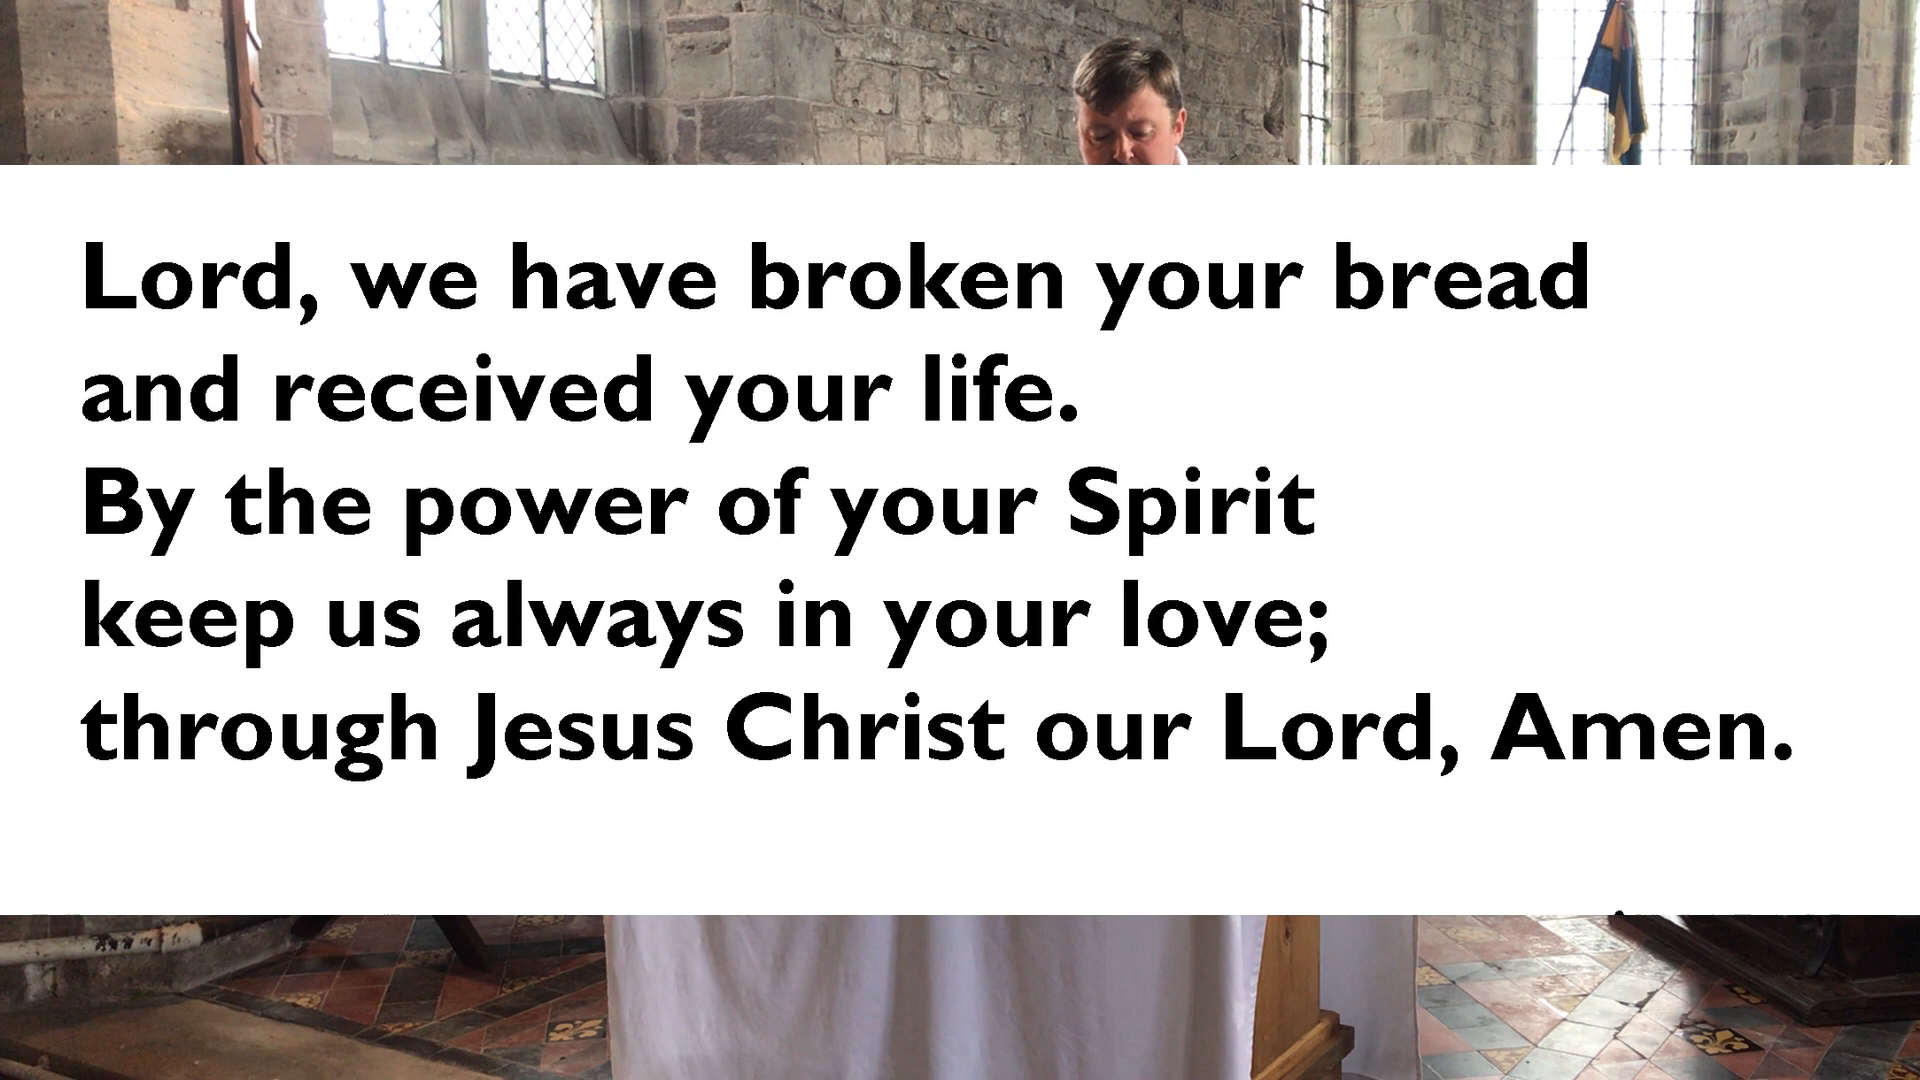 Lord, we have broken your bread
and received your life.
By the power of your Spirit
keep us always in your love;
through Jesus Christ our Lord, Amen.